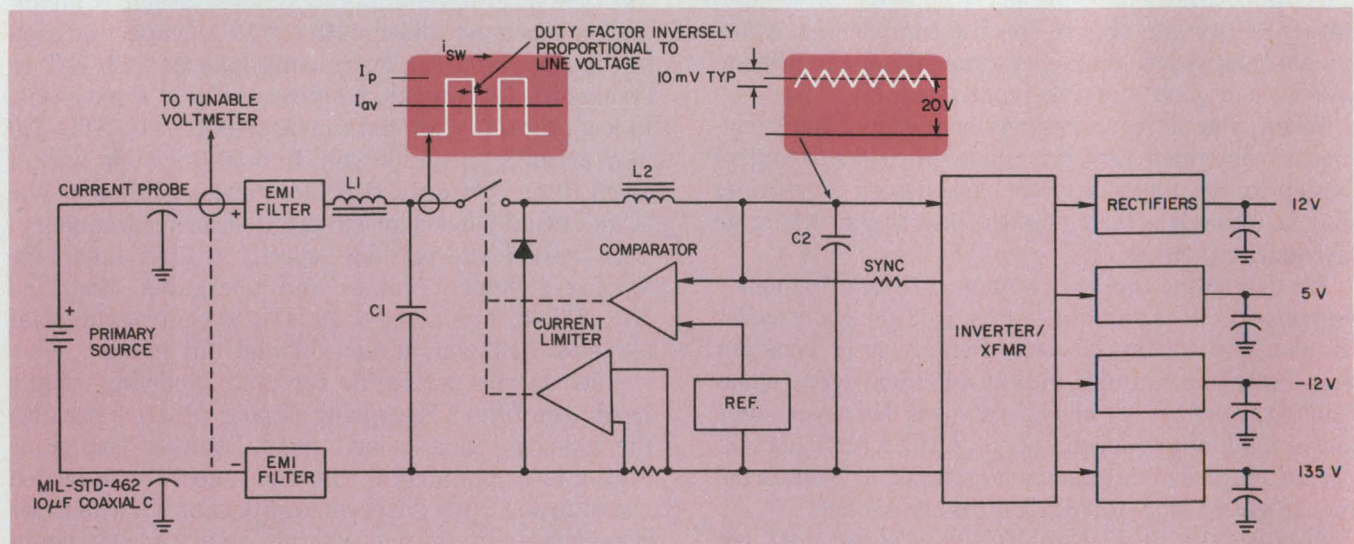 DUTY FACTOR INVERSELY
PROPORTIONAL TO
LINE VOLTAGE
iSW
Ip
Iav
10 mV TYP
20 V
TO TUNABLE
VOLTMETER
CURRENT PROBE
+
EMI
FILTER
L1
L2
C2
RECTIFIERS
12 V
COMPARATOR
SYNC
+
PRIMARY
SOURCE
C1
CURRENT
LIMITER
INVERTER/
XFMR
5 V
REF.
-12 V
-
EMI
FILTER
MIL-STD-462
10µF COAXIAL C
135 V